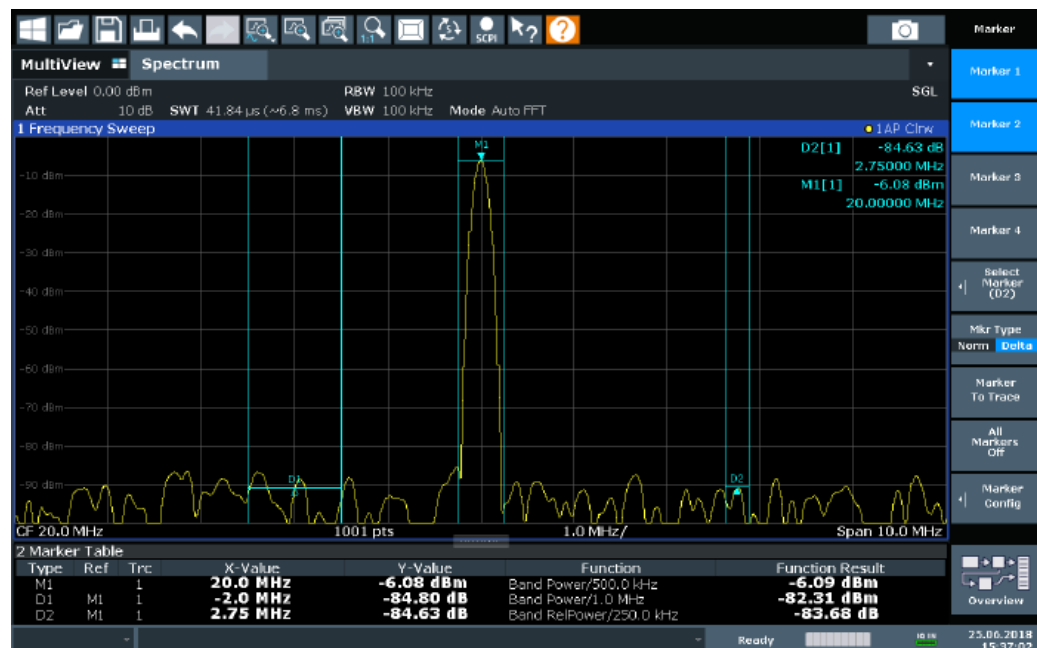 1:1
SCPI
Marker
MultiView Spectrum
Ref Level 0.00 dBm RBW 100 kHz SGL
Att 10 dB SWT 41.84 µs (~6.8 ms) VBW 100 kHz Mode Auto FFT
1 Frequency Sweep 1AP Clrw
M1
D2[1] -84.63 dB
2.75000 MHz
M1[1] -6.08 dBm
20.00000 MHz
-10 dBm
-20 dBm
-30 dBm
-40 dBm
-50 dBm
-60 dBm
-70 dBm
-80 dBm
-90 dBm
D1
D2
CF 20.0 MHz 1001 pts 1.0 MHz/ Span 10.0 MHz
2 Marker Table
Type Ref Trc X-Value Y-Value Function Function Result
M1 1 20.0 MHz -6.08 dBm Band Power/500.0 kHz -6.09 dBm
D1 M1 1 -2.0 MHz -84.80 dB Band Power/1.0 MHz -82.31 dBm
D2 M1 1 2.75 MHz -84.63 dB Band RelPower/250.0 kHz -83.68 dB
Marker 1
Marker 2
Marker 3
Marker 4
Select
Marker
(D2)
Mkr Type
Norm Delta
Marker
To Trace
All
Markers
Off
Marker
Config
Overview
Ready
25.06.2018
15:37:02